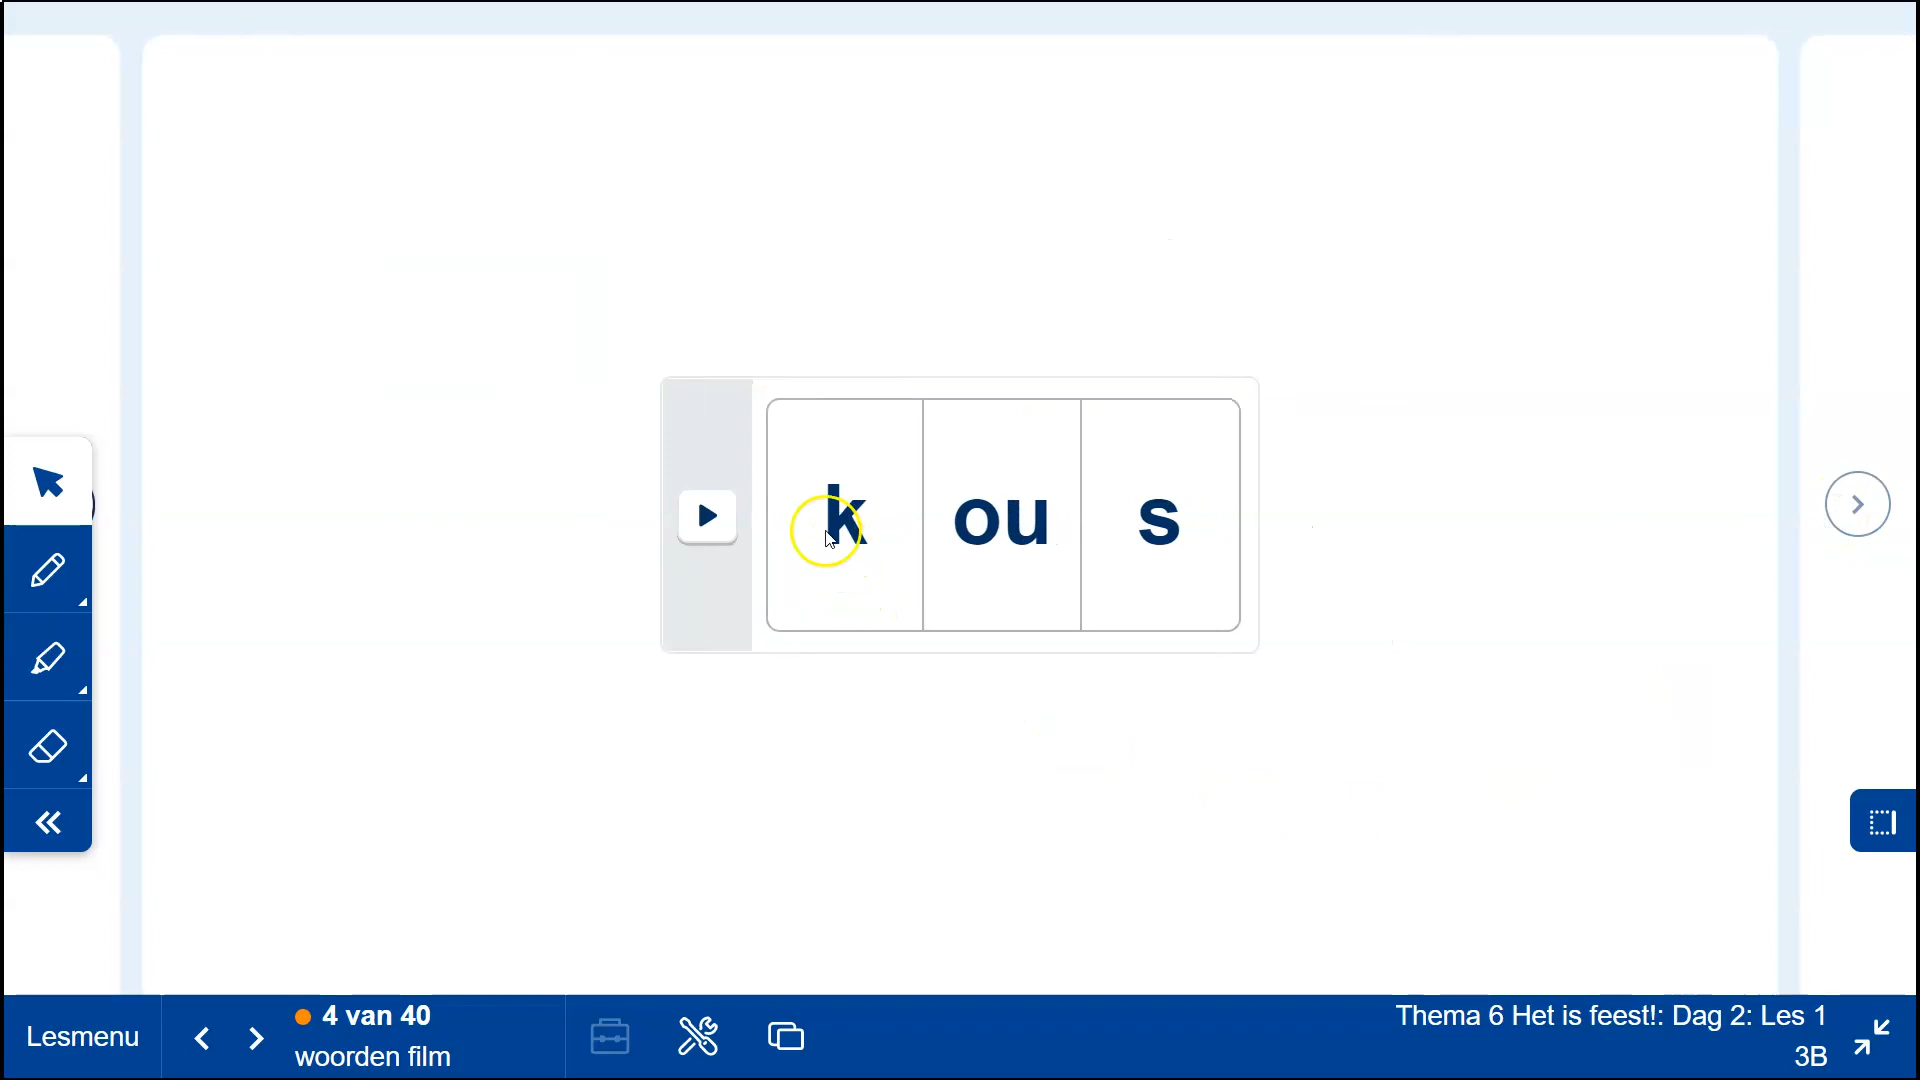 k ou s
4 van 40
woorden film
Lesmenu
Thema 6 Het is feest!: Dag 2: Les 1
3B